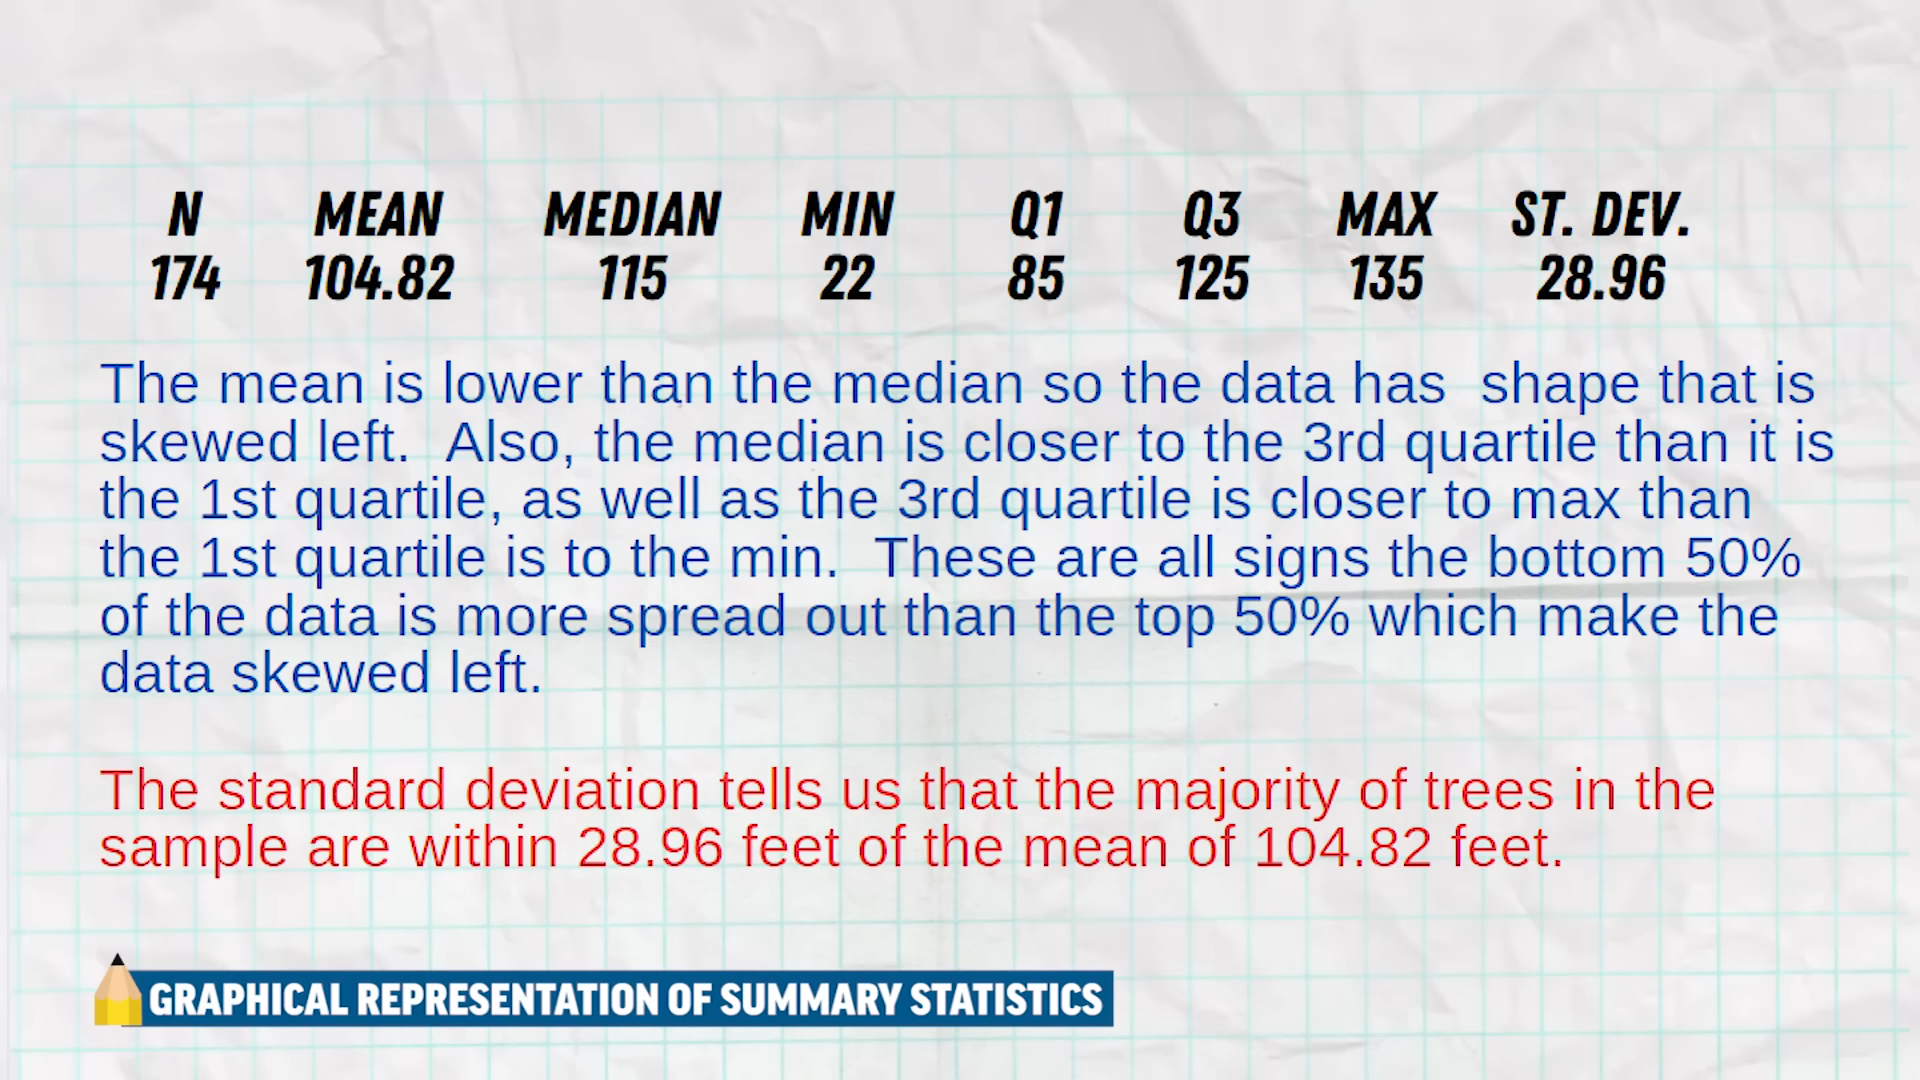 N MEAN MEDIAN MIN Q1 Q3 MAX ST. DEV.
174 104.82 115 22 85 125 135 28.96
The mean is lower than the median so the data has  shape that is
skewed left.  Also, the median is closer to the 3rd quartile than it is
the 1st quartile, as well as the 3rd quartile is closer to max than
the 1st quartile is to the min.  These are all signs the bottom 50%
of the data is more spread out than the top 50% which make the
data skewed left.
The standard deviation tells us that the majority of trees in the
sample are within 28.96 feet of the mean of 104.82 feet.
GRAPHICAL REPRESENTATION OF SUMMARY STATISTICS